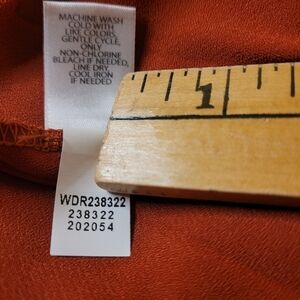 MACHINE WASH
COLD WITH
LIKE COLORS,
GENTLE CYCLE,
ONLY
NON-CHLORINE
BLEACH IF NEEDED,
LINE DRY,
COOL IRON
IF NEEDED
1
WDR238322
238322
202054